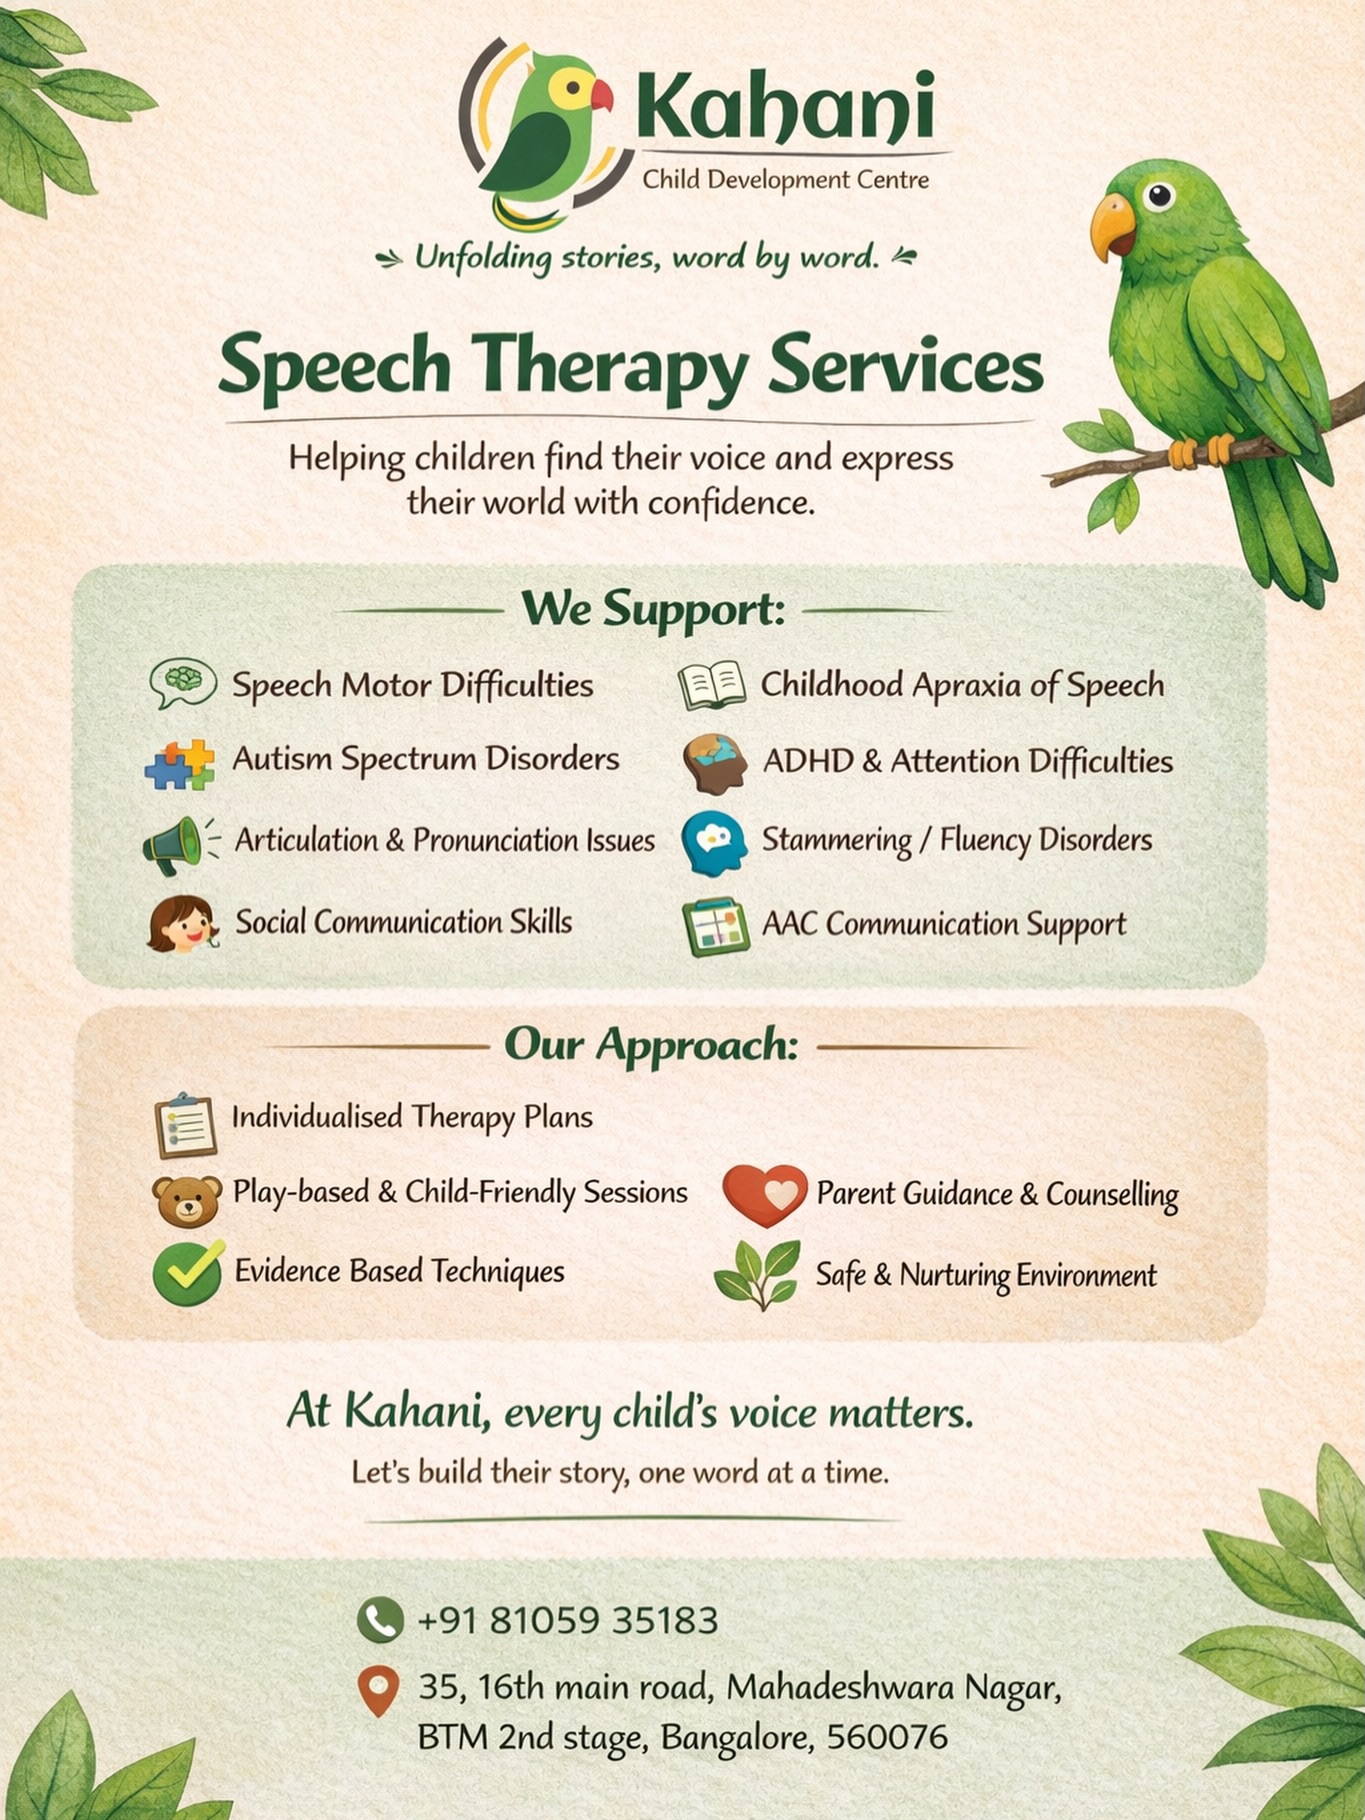 Kahani
Child Development Centre
Unfolding stories, word by word.
Speech Therapy Services
Helping children find their voice and express
their world with confidence.
We Support:
Speech Motor Difficulties
Childhood Apraxia of Speech
Autism Spectrum Disorders
ADHD & Attention Difficulties
Articulation & Pronunciation Issues
Stammering / Fluency Disorders
Social Communication Skills
AAC Communication Support
Our Approach:
Individualised Therapy Plans
Play-based & Child-Friendly Sessions
Parent Guidance & Counselling
Evidence Based Techniques
Safe & Nurturing Environment
At Kahani, every child's voice matters.
Let's build their story, one word at a time.
+91 81059 35183
35, 16th main road, Mahadeshwara Nagar,
BTM 2nd stage, Bangalore, 560076